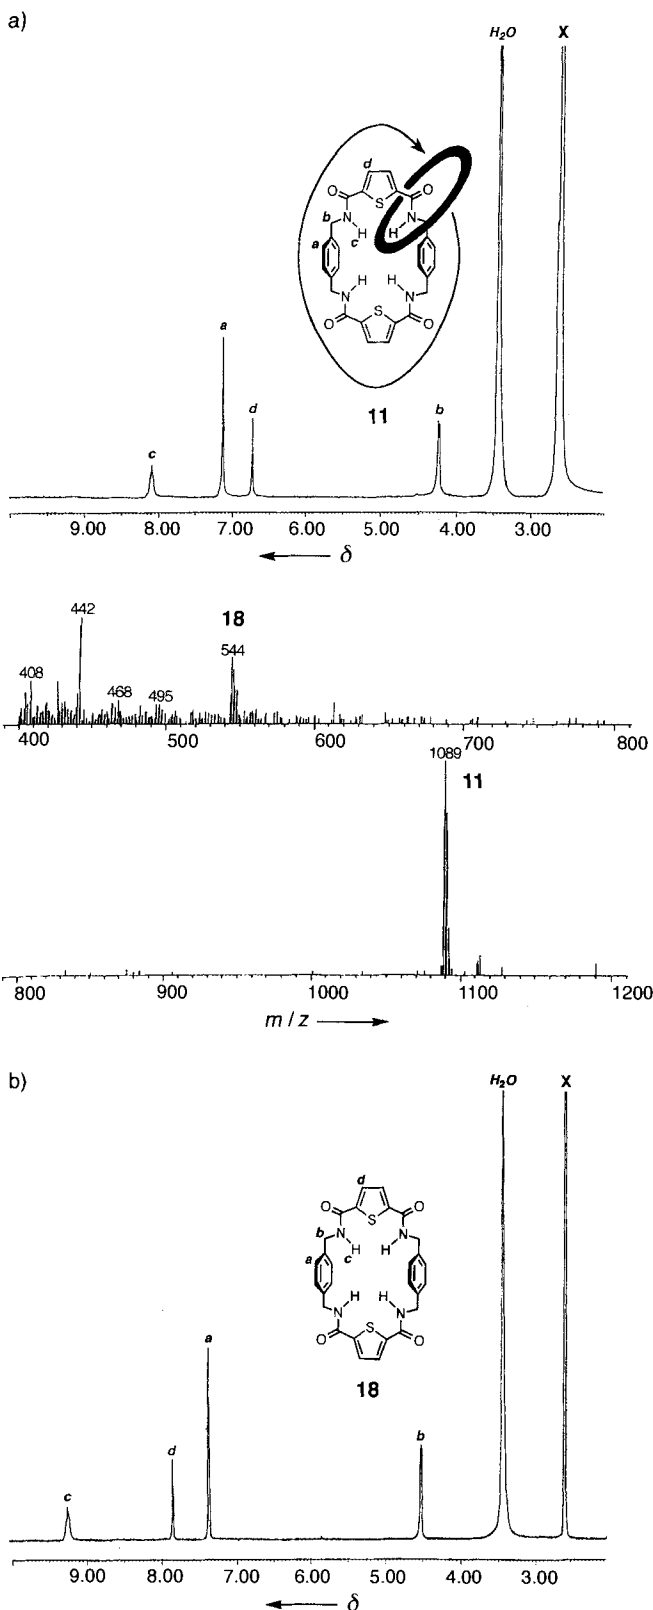 a)
H₂O X
d
O S O
b N N
H H
a c
H H
N N
O S O
11
a
d
b
c
9.00 8.00 7.00 6.00 5.00 4.00 3.00
δ
442
18
544
408
468 495
400 500 600 700 800
1089
11
800 900 1000 1100 1200
m / z
b)
H₂O X
d
O S O
b N N
H H
a c
H H
N N
O S O
18
a
d
b
c
9.00 8.00 7.00 6.00 5.00 4.00 3.00
δ